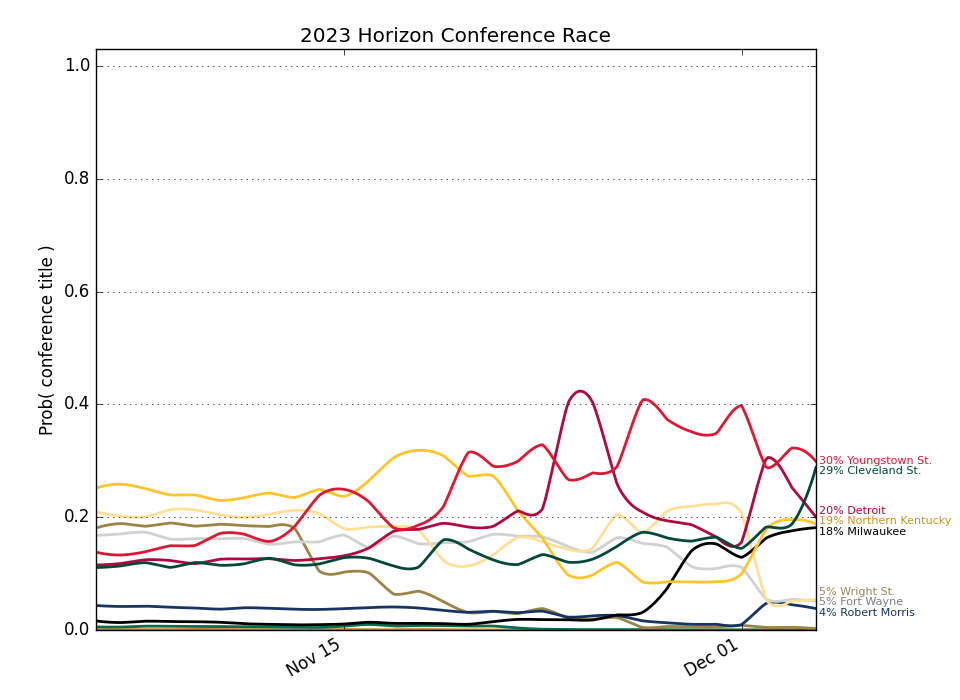 2023 Horizon Conference Race
Prob( conference title )
1.0
0.8
0.6
0.4
0.2
0.0
Nov 15
Dec 01
30% Youngstown St.
29% Cleveland St.
20% Detroit
19% Northern Kentucky
18% Milwaukee
5% Wright St.
5% Fort Wayne
4% Robert Morris